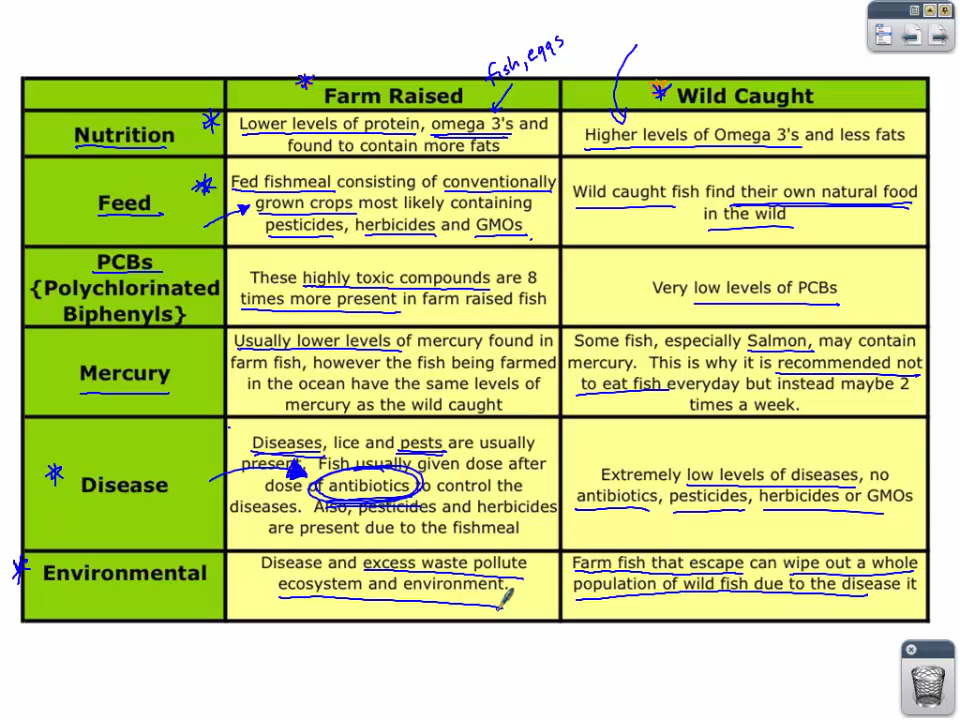 fish, eggs
Farm Raised
Wild Caught
Nutrition
Lower levels of protein, omega 3's and
found to contain more fats
Higher levels of Omega 3's and less fats
Feed
Fed fishmeal consisting of conventionally
grown crops most likely containing
pesticides, herbicides and GMOs
Wild caught fish find their own natural food
in the wild
PCBs
{Polychlorinated
Biphenyls}
These highly toxic compounds are 8
times more present in farm raised fish
Very low levels of PCBs
Mercury
Usually lower levels of mercury found in
farm fish, however the fish being farmed
in the ocean have the same levels of
mercury as the wild caught
Some fish, especially Salmon, may contain
mercury. This is why it is recommended not
to eat fish everyday but instead maybe 2
times a week.
Disease
Diseases, lice and pests are usually
present. Fish usually given dose after
dose of antibiotics to control the
diseases. Also, pesticides and herbicides
are present due to the fishmeal
Extremely low levels of diseases, no
antibiotics, pesticides, herbicides or GMOs
Environmental
Disease and excess waste pollute
ecosystem and environment.
Farm fish that escape can wipe out a whole
population of wild fish due to the disease it